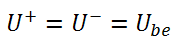 U⁺ = U⁻ = U_be